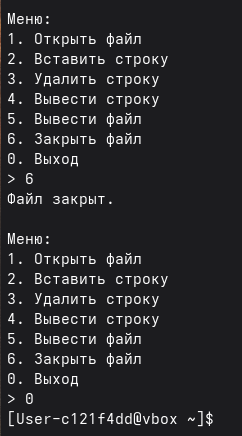 Меню:
1. Открыть файл
2. Вставить строку
3. Удалить строку
4. Вывести строку
5. Вывести файл
6. Закрыть файл
0. Выход
> 6
Файл закрыт.

Меню:
1. Открыть файл
2. Вставить строку
3. Удалить строку
4. Вывести строку
5. Вывести файл
6. Закрыть файл
0. Выход
> 0
[User-c121f4dd@vbox ~]$